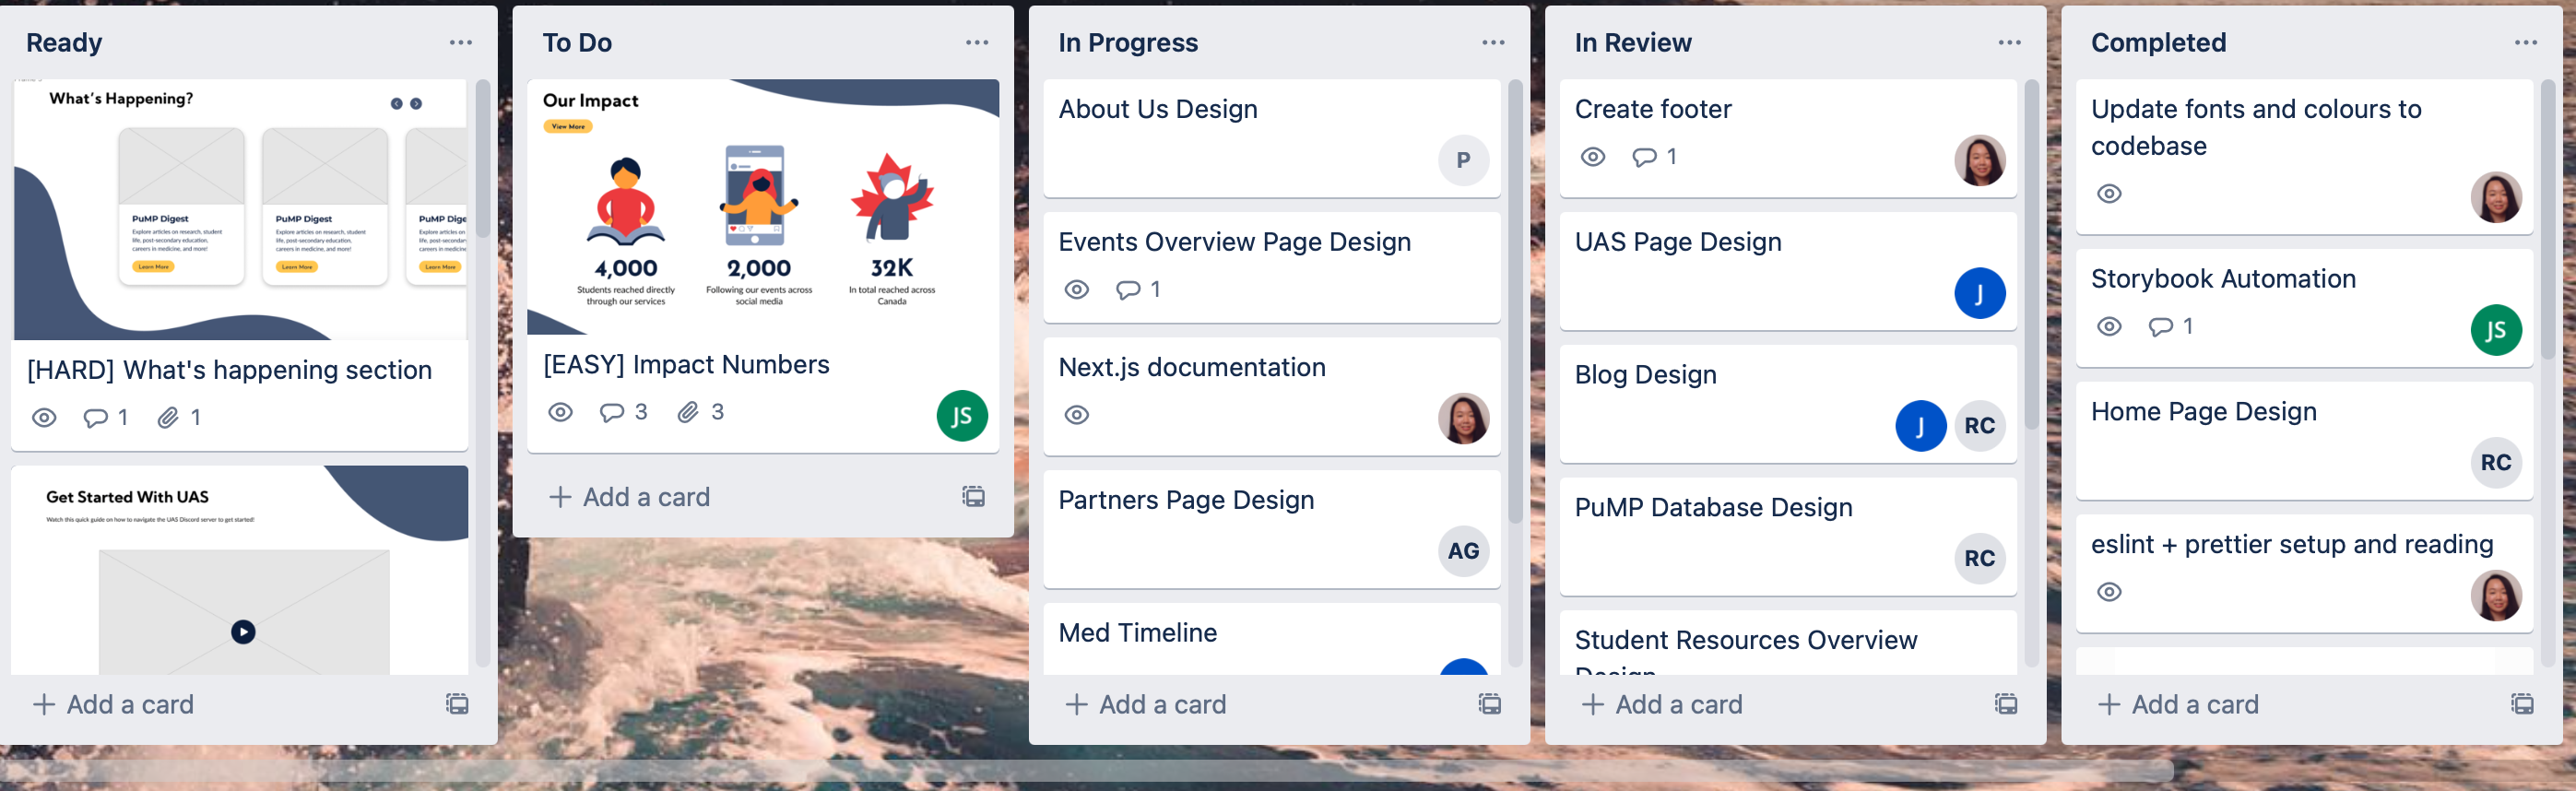 Ready
What's Happening?
PuMP Digest
Explore articles on research, student
life, post-secondary education,
careers in medicine, and more!
Learn More
PuMP Digest
Explore articles on research, student
life, post-secondary education,
careers in medicine, and more!
Learn More
PuMP Dige
Explore articles on
life, post-secondary
careers in medicine
Learn More
[HARD] What's happening section
1
1
Get Started With UAS
Watch this quick guide on how to navigate the UAS Discord server to get started!
Add a card
To Do
Our Impact
View More
4,000
Students reached directly
through our services
2,000
Following our events across
social media
32K
In total reached across
Canada
[EASY] Impact Numbers
3
3
JS
Add a card
In Progress
About Us Design
P
Events Overview Page Design
1
Next.js documentation
Partners Page Design
AG
Med Timeline
Add a card
In Review
Create footer
1
UAS Page Design
J
Blog Design
J
RC
PuMP Database Design
RC
Student Resources Overview
Design
Add a card
Completed
Update fonts and colours to
codebase
Storybook Automation
1
JS
Home Page Design
RC
eslint + prettier setup and reading
Add a card